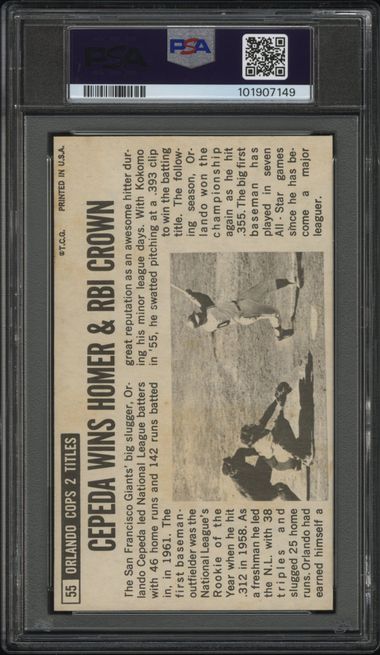 PSA
PSA
101907149
55 ORLANDO COPS 2 TITLES
©T.C.G. PRINTED IN U.S.A.
CEPEDA WINS HOMER & RBI CROWN
The San Francisco Giants' big slugger, Or-
lando Cepeda led National League batters
with 46 home runs and 142 runs batted
in, in 1961. The
first baseman-
outfielder was the
National League's
Rookie of the
Year when he hit
.312 in 1958. As
a freshman he led
the N.L. with 38
triples and
slugged 25 home
runs. Orlando had
earned himself a
great reputation as an awesome hitter dur-
ing his minor league days. With Kokomo
in '55, he swatted pitching at a .393 clip
to win the batting
title. The follow-
ing season, Or-
lando won the
championship
again as he hit
.355. The big first
baseman has
played in seven
All-Star games
since he has be-
come a major
leaguer.